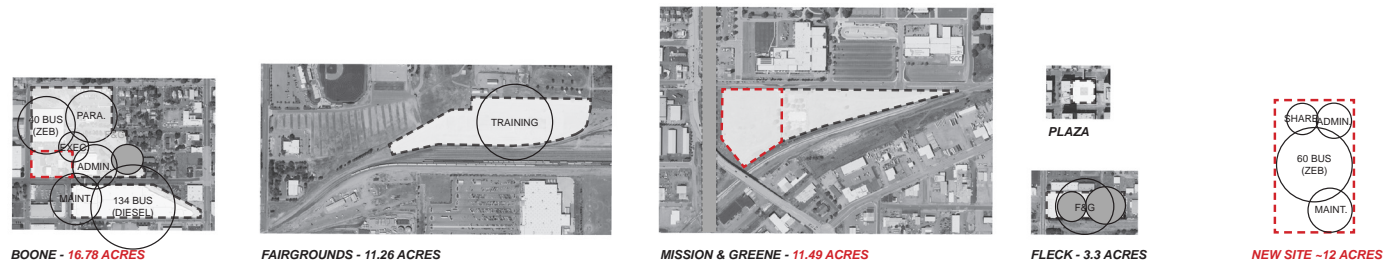 PARA.
30 BUS
(ZEB)
EXEC
ADMIN.
MAINT.
134 BUS
(DIESEL)
BOONE - 16.78 ACRES
TRAINING
FAIRGROUNDS - 11.26 ACRES
SCC
MISSION & GREENE - 11.49 ACRES
PLAZA
F&G
FLECK - 3.3 ACRES
SHARE
ADMIN.
60 BUS
(ZEB)
MAINT.
NEW SITE ~12 ACRES